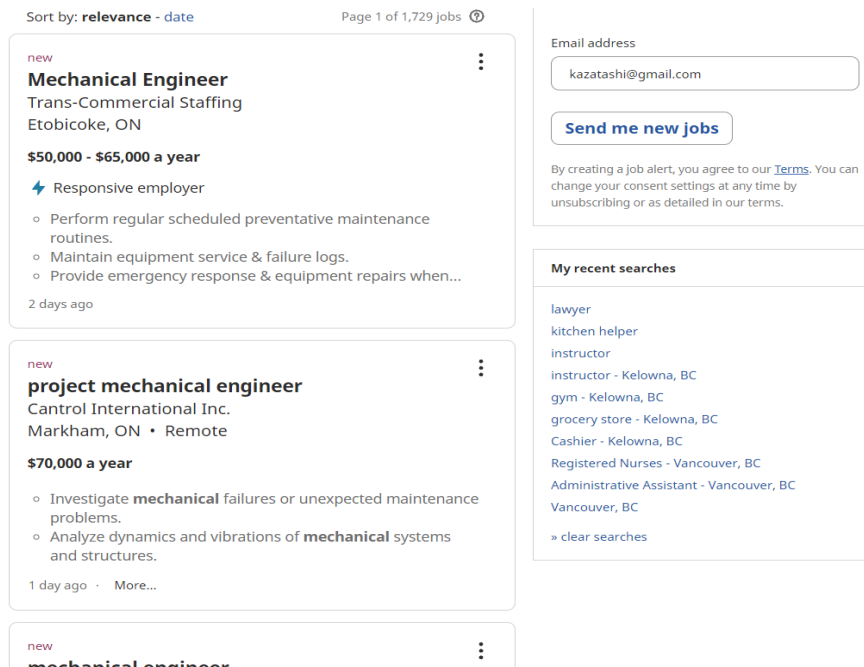 Sort by: relevance - date
Page 1 of 1,729 jobs
new
Mechanical Engineer
Trans-Commercial Staffing
Etobicoke, ON
$50,000 - $65,000 a year
Responsive employer
Perform regular scheduled preventative maintenance
routines.
Maintain equipment service & failure logs.
Provide emergency response & equipment repairs when...
2 days ago
new
project mechanical engineer
Cantrol International Inc.
Markham, ON • Remote
$70,000 a year
Investigate mechanical failures or unexpected maintenance
problems.
Analyze dynamics and vibrations of mechanical systems
and structures.
1 day ago · More...
new
mechanical engineer
Email address
kazatashi@gmail.com
Send me new jobs
By creating a job alert, you agree to our Terms. You can
change your consent settings at any time by
unsubscribing or as detailed in our terms.
My recent searches
lawyer
kitchen helper
instructor
instructor - Kelowna, BC
gym - Kelowna, BC
grocery store - Kelowna, BC
Cashier - Kelowna, BC
Registered Nurses - Vancouver, BC
Administrative Assistant - Vancouver, BC
Vancouver, BC
» clear searches